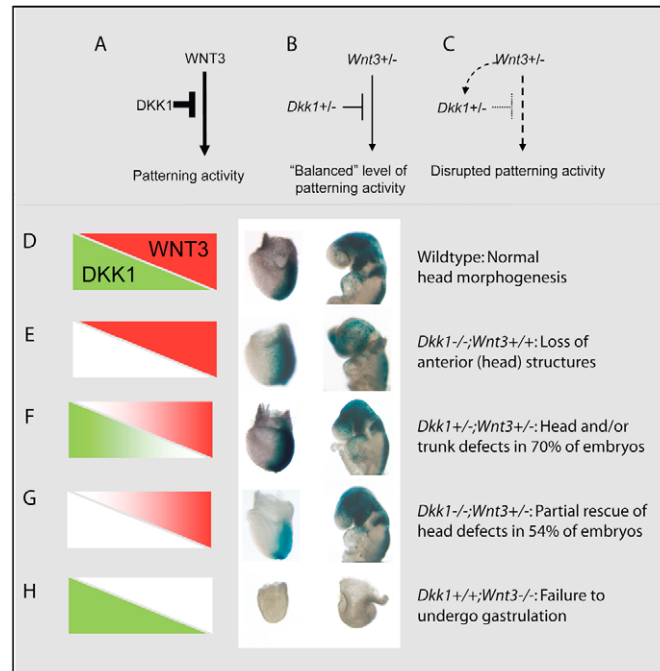 A
B
C
WNT3
Wnt3+/-
Wnt3+/-
DKK1
Dkk1+/-
Dkk1+/-
Patterning activity
"Balanced" level of
patterning activity
Disrupted patterning activity
D
WNT3
DKK1
Wildtype: Normal
head morphogenesis
E
Dkk1-/-;Wnt3+/+: Loss of
anterior (head) structures
F
Dkk1+/-;Wnt3+/-: Head and/or
trunk defects in 70% of embryos
G
Dkk1-/-;Wnt3+/-: Partial rescue of
head defects in 54% of embryos
H
Dkk1+/+;Wnt3-/-: Failure to
undergo gastrulation